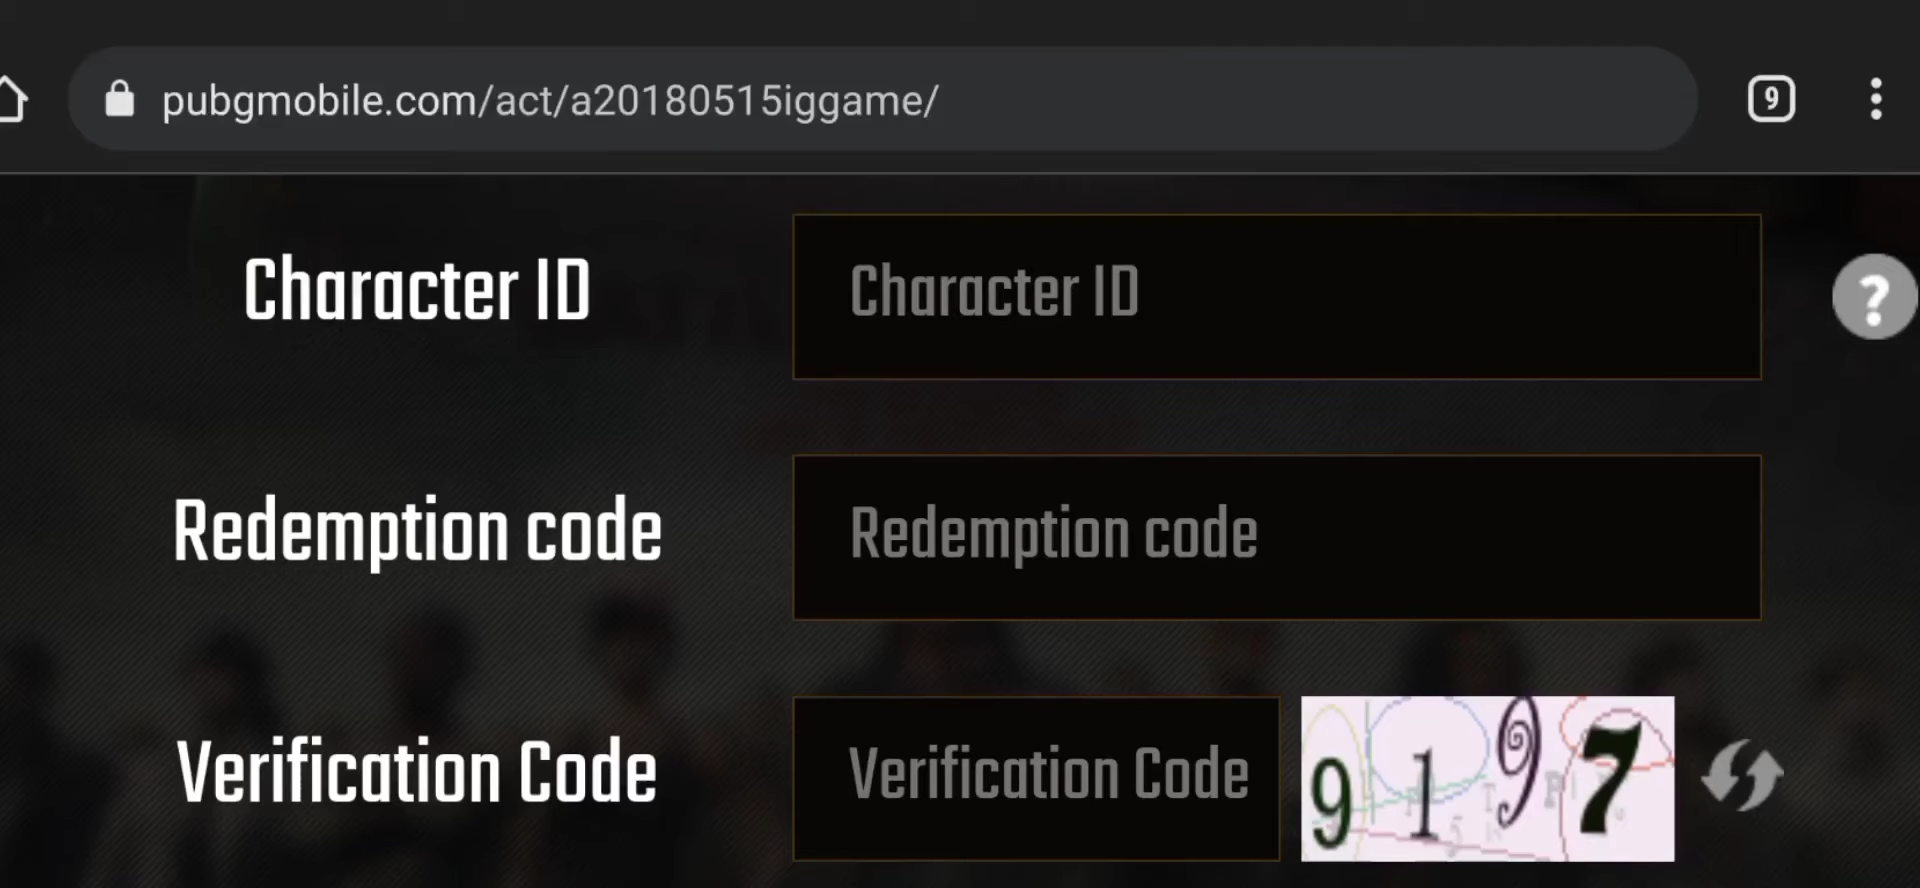 pubgmobile.com/act/a20180515iggame/
9
Character ID
Character ID
?
Redemption code
Redemption code
Verification Code
Verification Code
9197